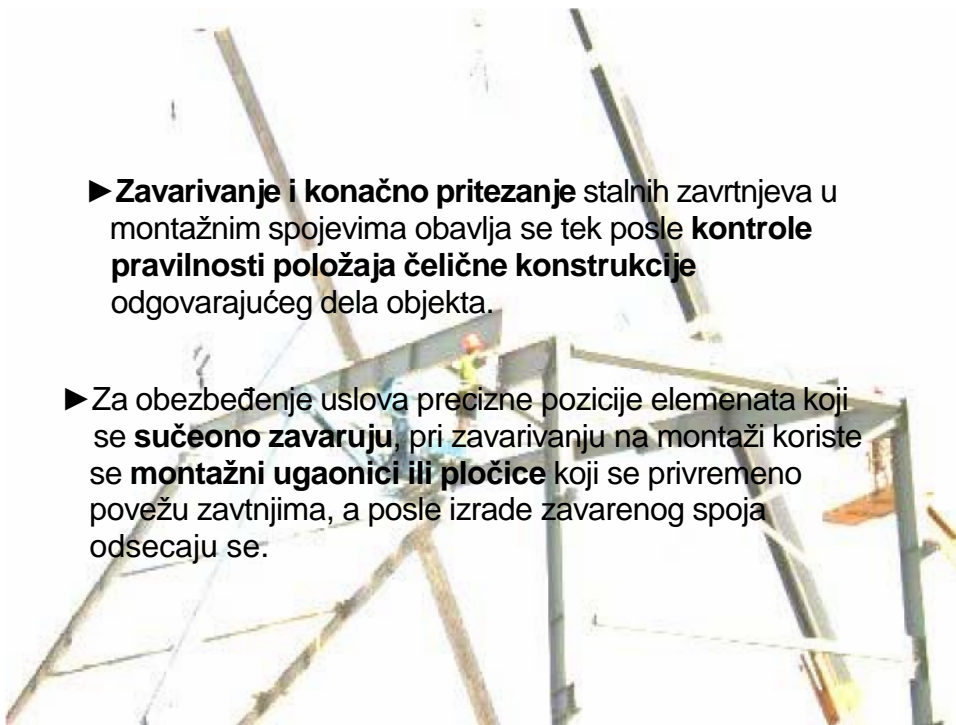 ►Zavarivanje i konačno pritezanje stalnih zavrtnjeva u
montažnim spojevima obavlja se tek posle kontrole
pravilnosti položaja čelične konstrukcije
odgovarajućeg dela objekta.
►Za obezbeđenje uslova precizne pozicije elemenata koji
se sučeono zavaruju, pri zavarivanju na montaži koriste
se montažni ugaonici ili pločice koji se privremeno
povežu zavtnjima, a posle izrade zavarenog spoja
odsecaju se.